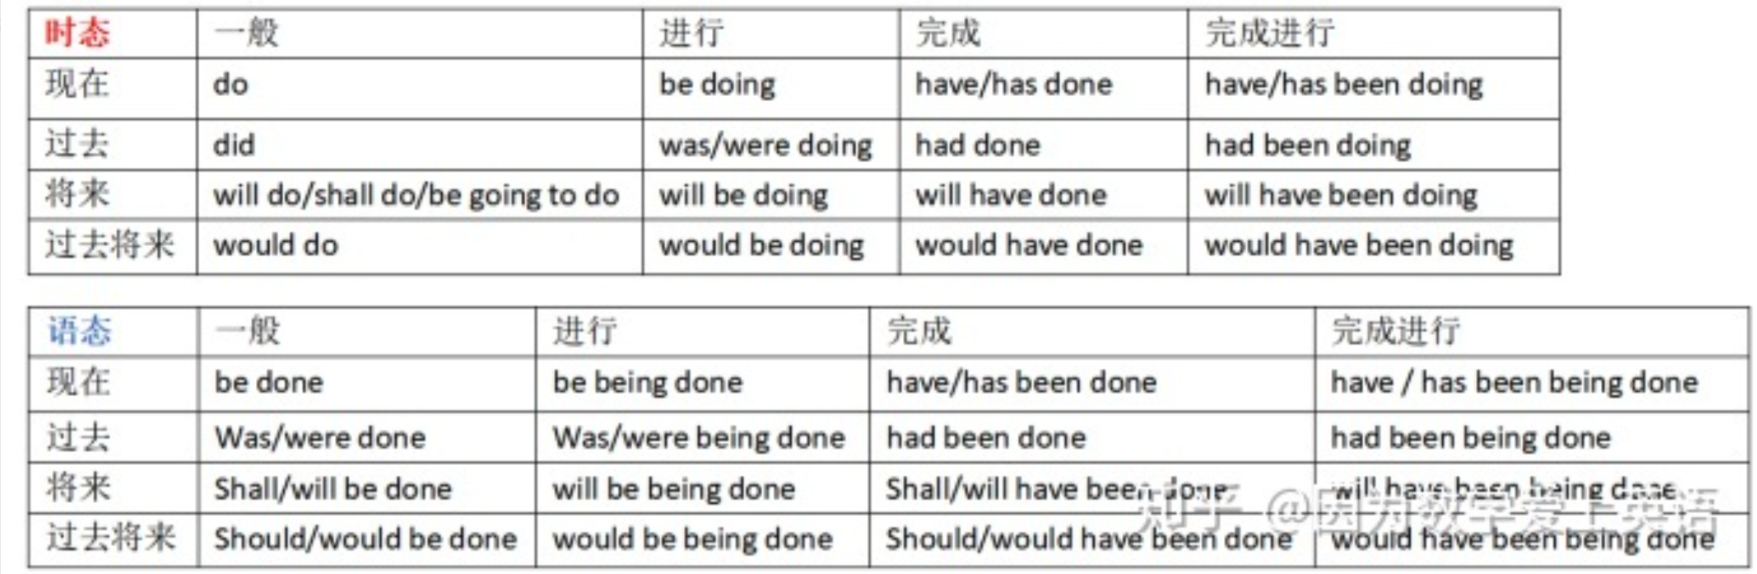 时态 一般 进行 完成 完成进行
现在 do be doing have/has done have/has been doing
过去 did was/were doing had done had been doing
将来 will do/shall do/be going to do will be doing will have done will have been doing
过去将来 would do would be doing would have done would have been doing
语态 一般 进行 完成 完成进行
现在 be done be being done have/has been done have / has been being done
过去 Was/were done Was/were being done had been done had been being done
将来 Shall/will be done will be being done Shall/will have been done will have been being done
过去将来 Should/would be done would be being done Should/would have been done would have been being done
知乎 @因为数学爱上英语